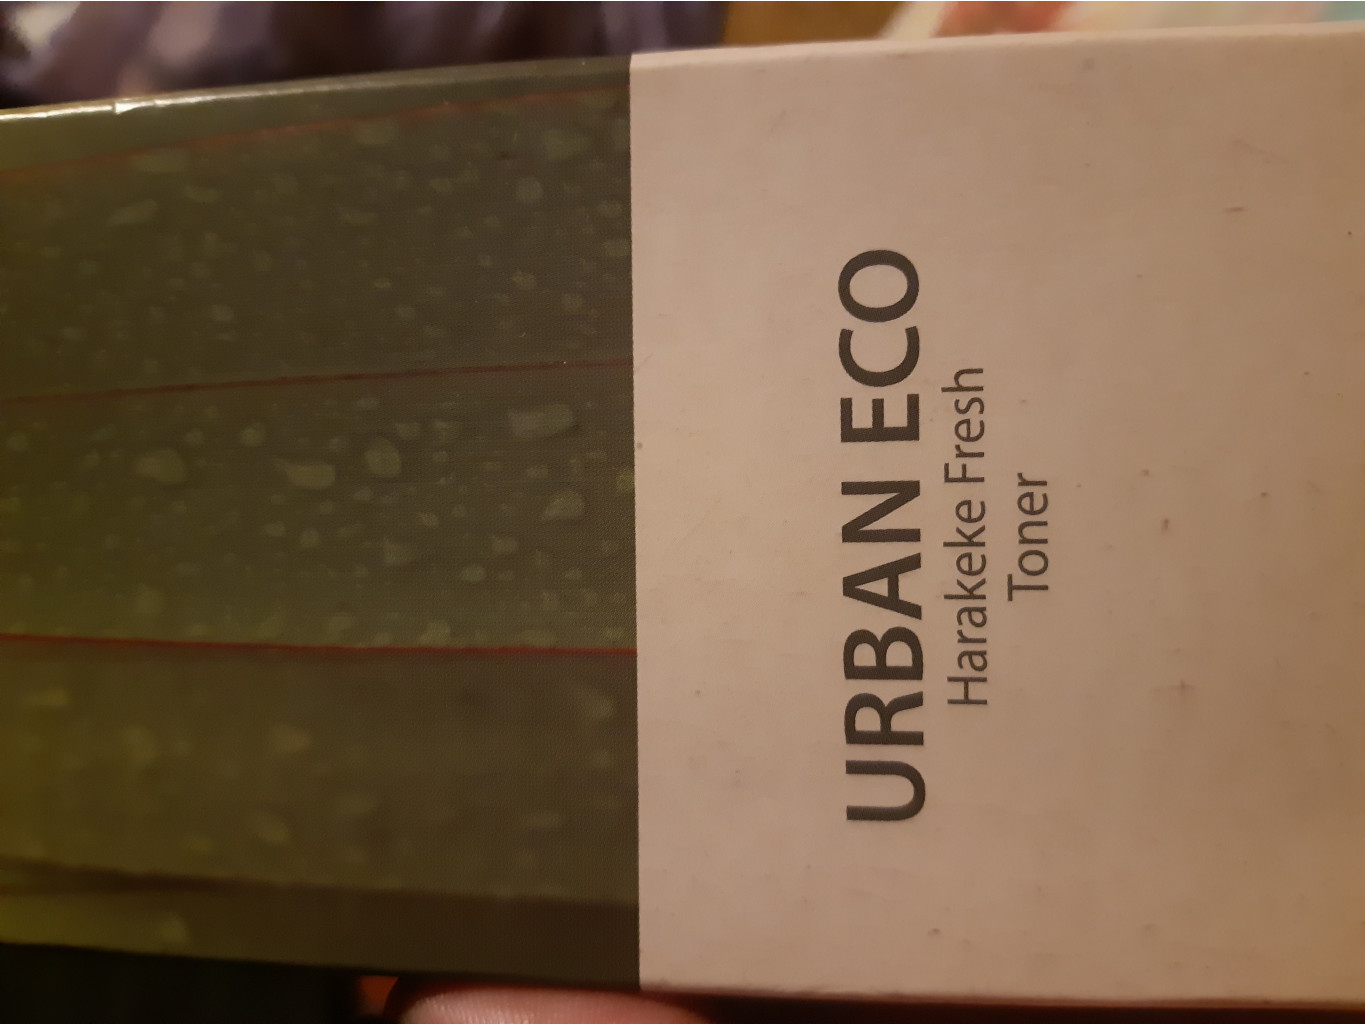 URBAN ECO
Harakeke Fresh
Toner